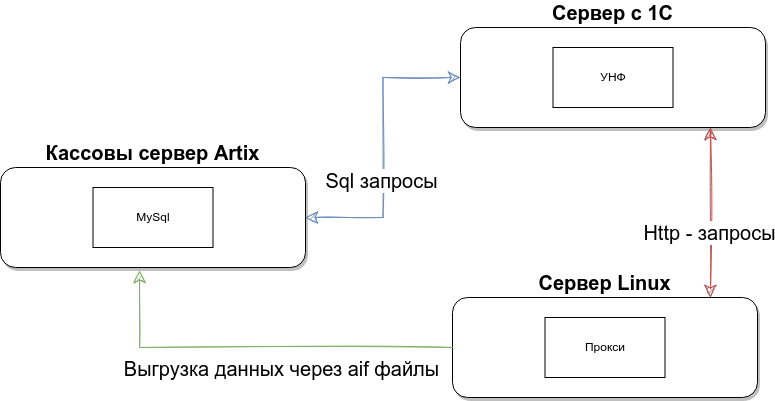 Сервер с 1С
УНФ
Кассовы сервер Artix
Sql запросы
MySql
Http - запросы
Сервер Linux
Прокси
Выгрузка данных через aif файлы